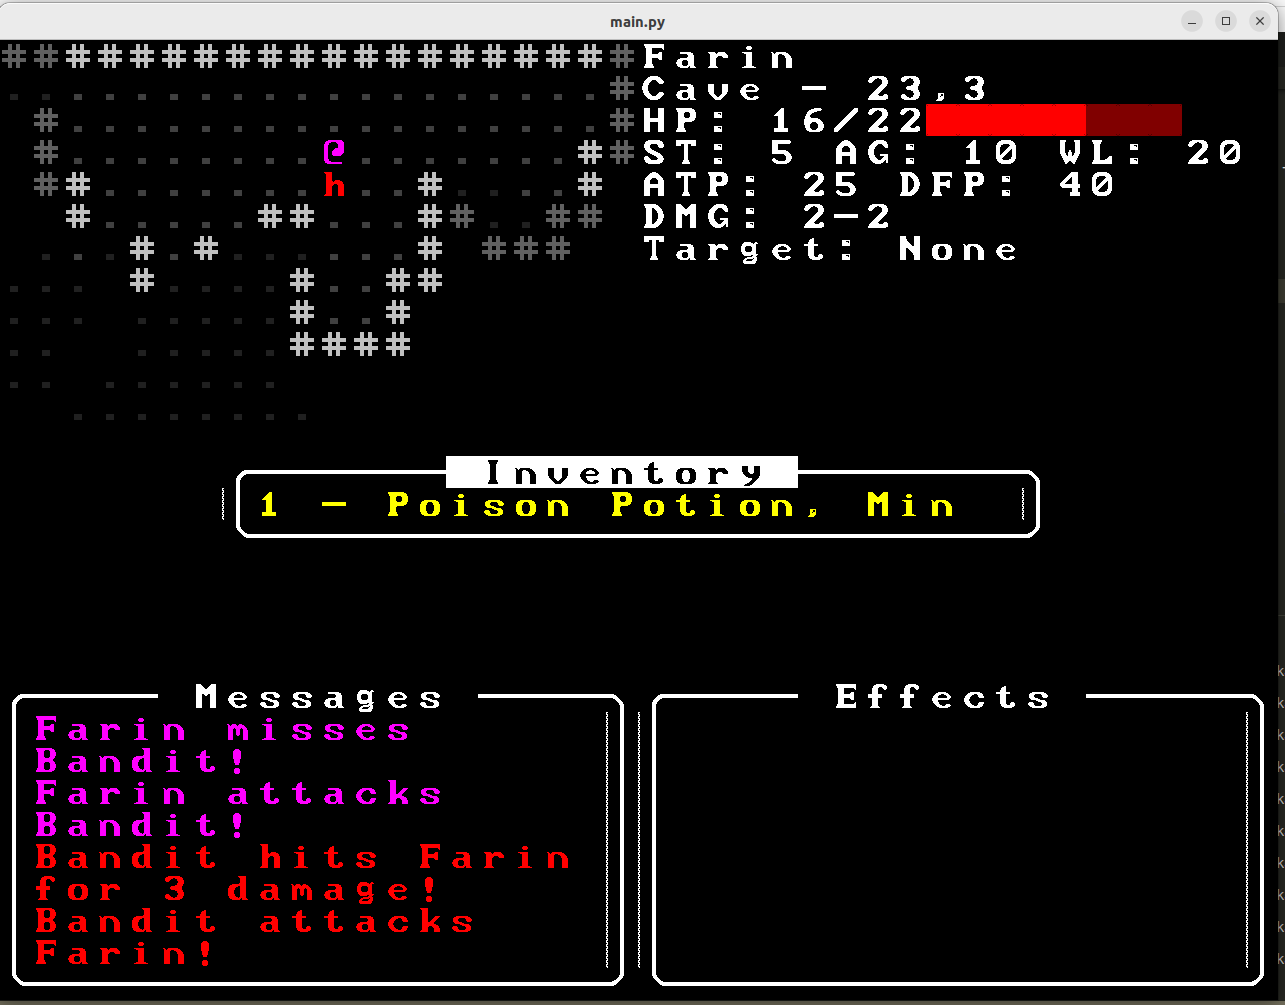 main.py
Farin
Cave - 23,3
HP: 16/22
ST: 5 AG: 10 WL: 20
ATP: 25 DFP: 40
DMG: 2-2
Target: None
@
h
Inventory
1 - Poison Potion, Min
Messages
Farin misses
Bandit!
Farin attacks
Bandit!
Bandit hits Farin
for 3 damage!
Bandit attacks
Farin!
Effects